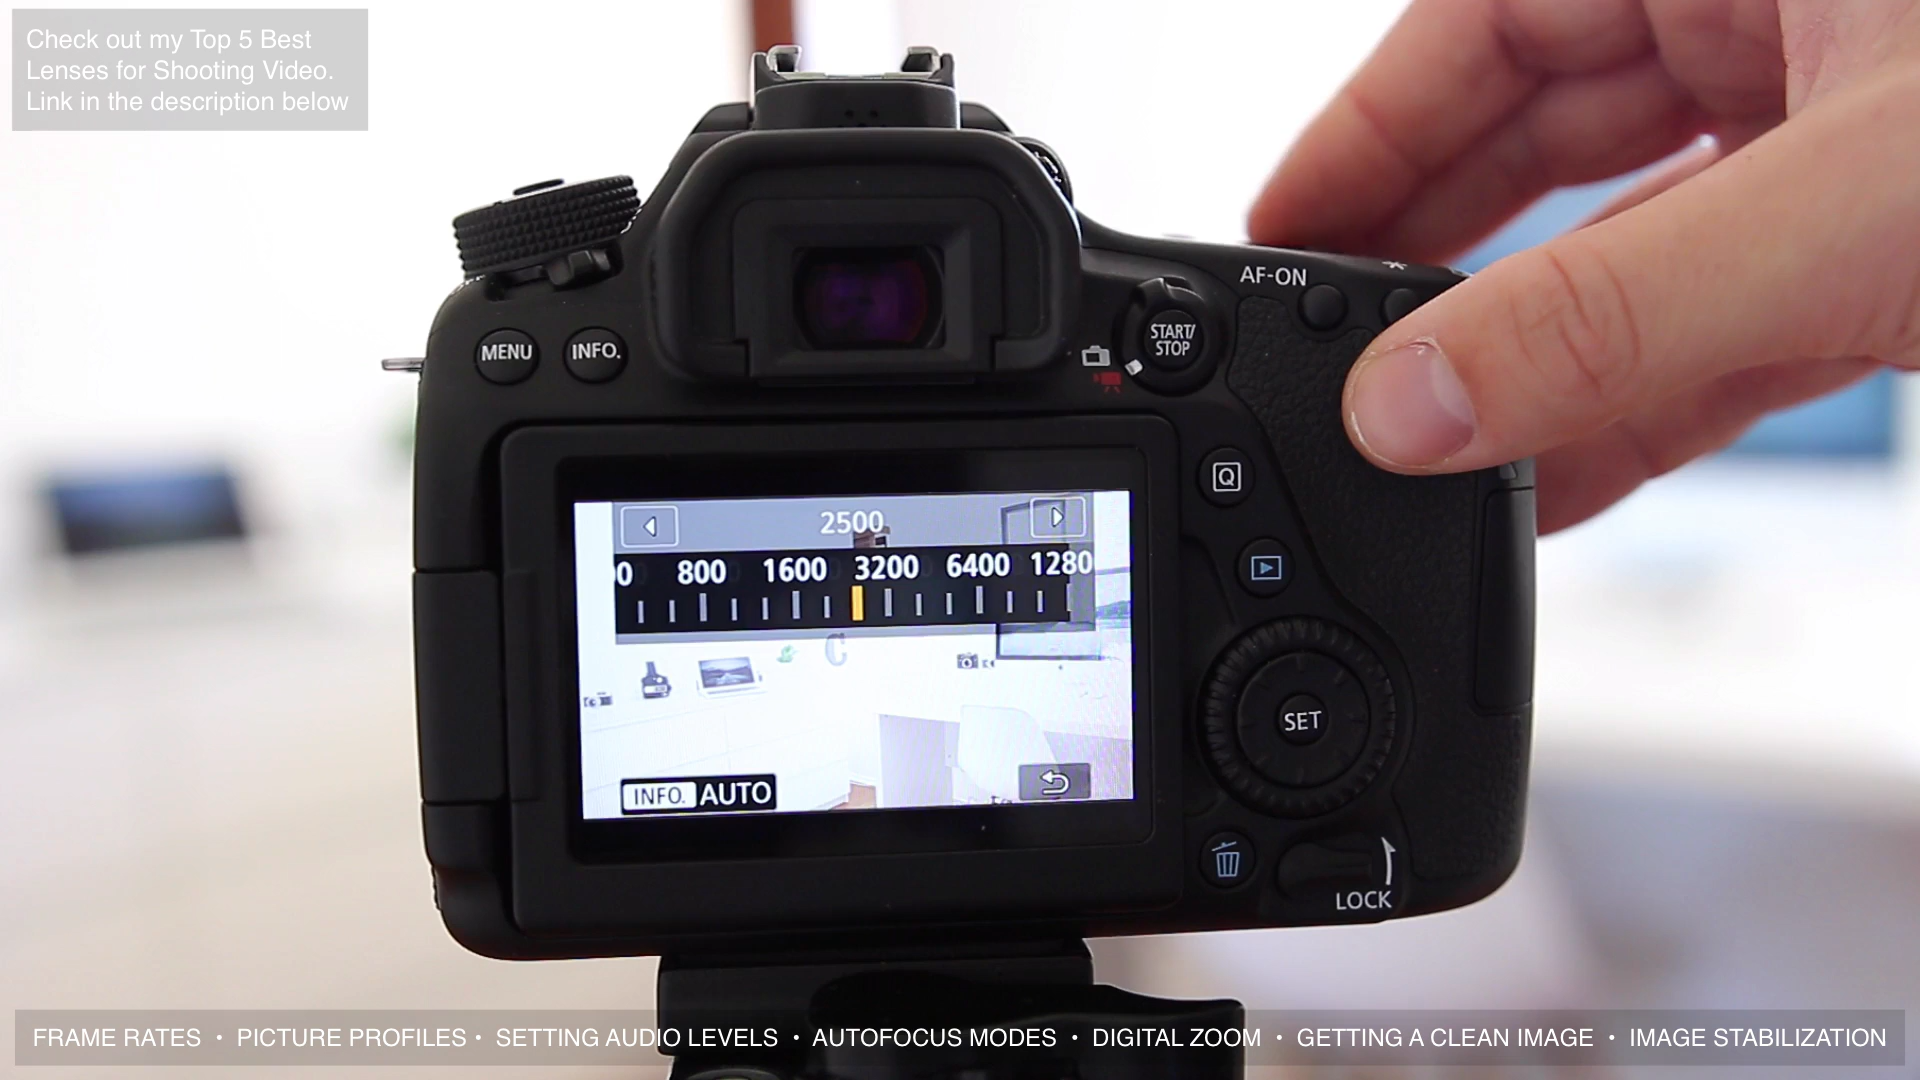 Check out my Top 5 Best
Lenses for Shooting Video.
Link in the description below
AF-ON
*
MENU
INFO.
START/
STOP
Q
2500
00 800 1600 3200 6400 1280
INFO. AUTO
SET
LOCK
FRAME RATES • PICTURE PROFILES • SETTING AUDIO LEVELS • AUTOFOCUS MODES • DIGITAL ZOOM • GETTING A CLEAN IMAGE • IMAGE STABILIZATION